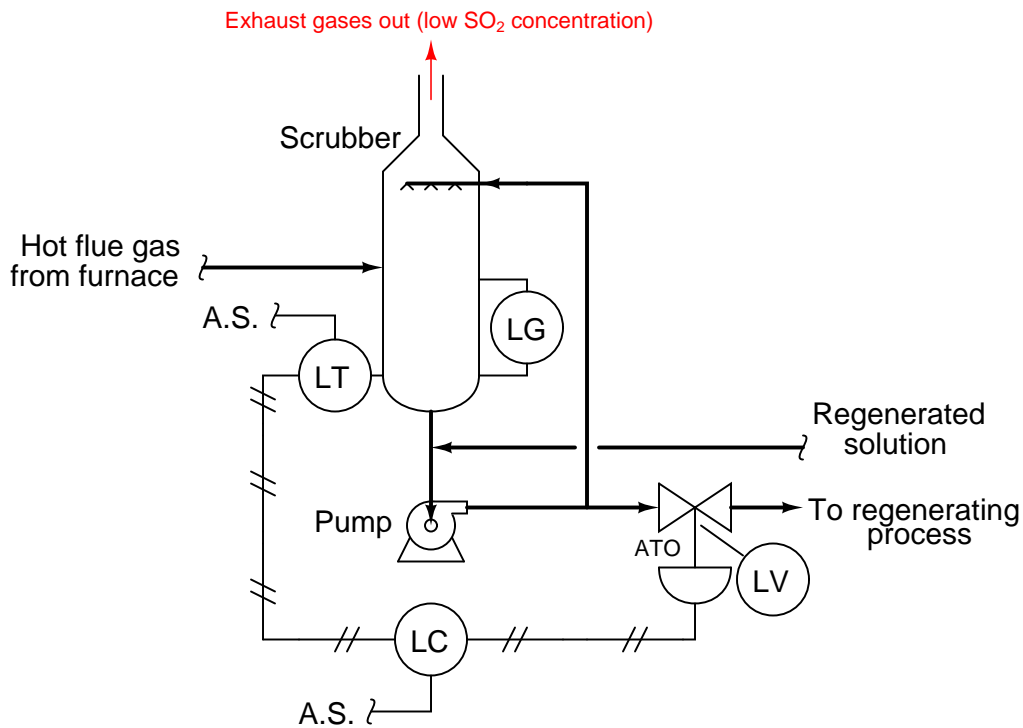 Exhaust gases out (low SO₂ concentration)
Scrubber
Hot flue gas
from furnace
A.S.
LG
LT
Regenerated
solution
Pump
To regenerating
process
ATO
LV
LC
A.S.